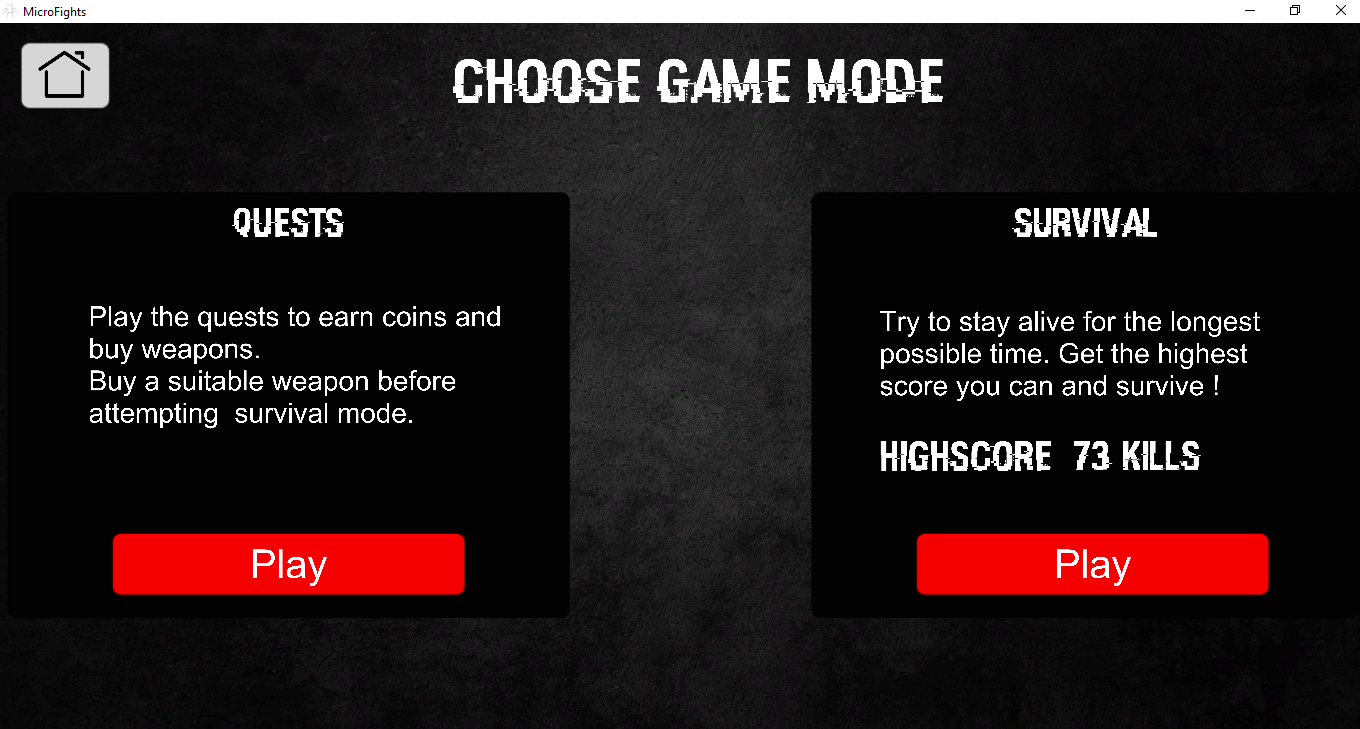 MicroFights
CHOOSE GAME MODE
QUESTS
Play the quests to earn coins and
buy weapons.
Buy a suitable weapon before
attempting  survival mode.
Play
SURVIVAL
Try to stay alive for the longest
possible time. Get the highest
score you can and survive !
HIGHSCORE  73 KILLS
Play